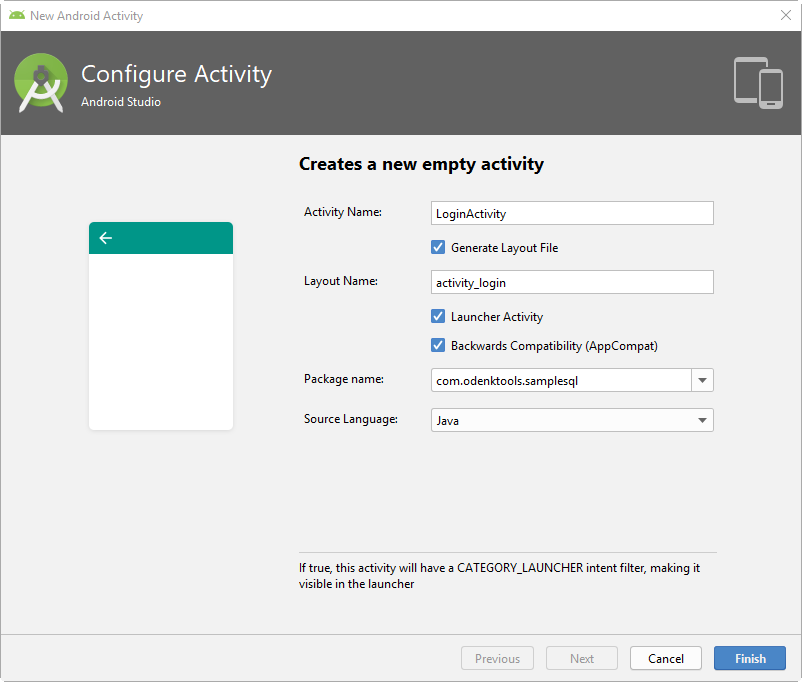 New Android Activity
Configure Activity
Android Studio
Creates a new empty activity
Activity Name:
LoginActivity
Generate Layout File
Layout Name:
activity_login
Launcher Activity
Backwards Compatibility (AppCompat)
Package name:
com.odenktools.samplesql
Source Language:
Java
If true, this activity will have a CATEGORY_LAUNCHER intent filter, making it
visible in the launcher
Previous
Next
Cancel
Finish